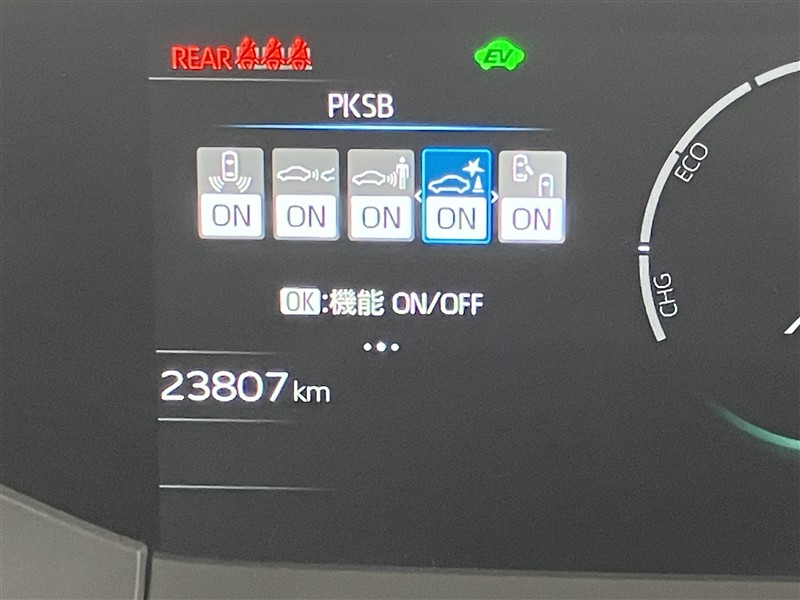 REAR
EV
PKSB
ON ON ON ON ON
OK:機能 ON/OFF
23807km
ECO
CHG